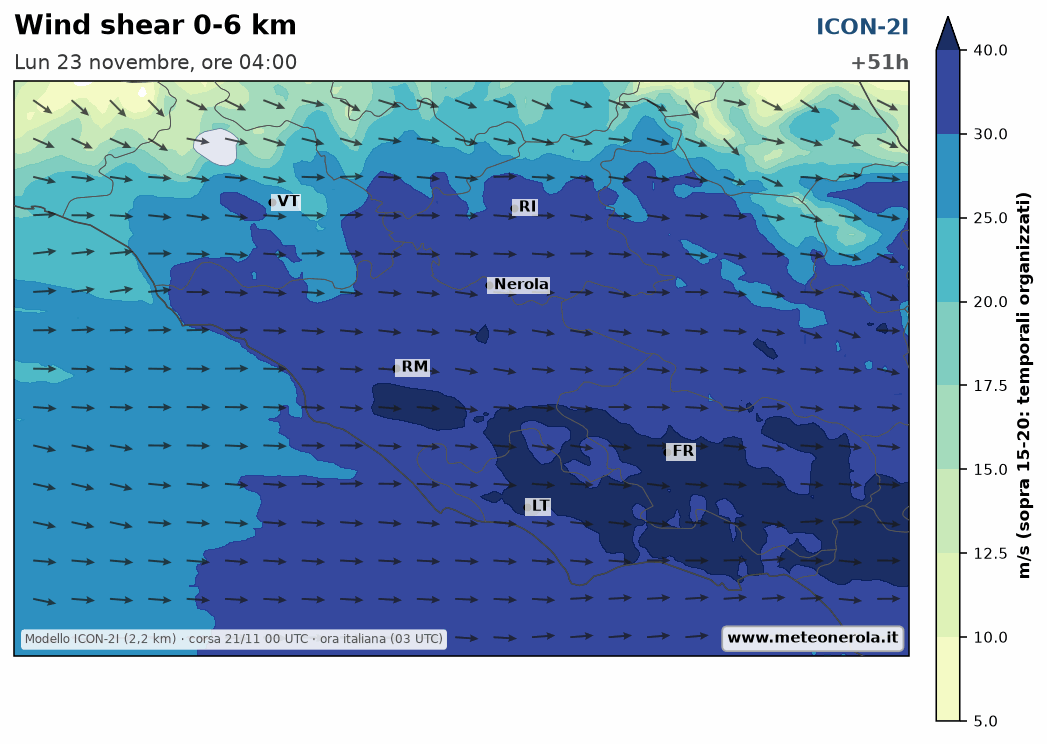 Wind shear 0-6 km
ICON-2I
Lun 23 novembre, ore 04:00
+51h
VT
RI
Nerola
RM
FR
LT
Modello ICON-2I (2,2 km) · corsa 21/11 00 UTC · ora italiana (03 UTC)
www.meteonerola.it
40.0
30.0
25.0
20.0
17.5
15.0
12.5
10.0
5.0
m/s (sopra 15-20: temporali organizzati)